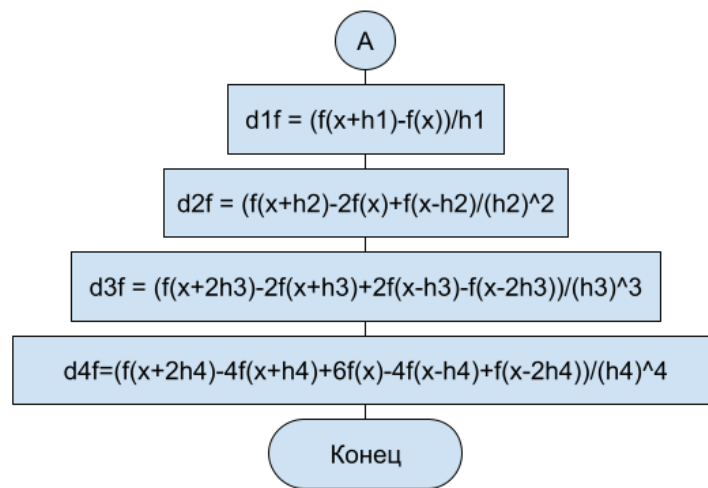 A
d1f = (f(x+h1)-f(x))/h1
d2f = (f(x+h2)-2f(x)+f(x-h2)/(h2)^2
d3f = (f(x+2h3)-2f(x+h3)+2f(x-h3)-f(x-2h3))/(h3)^3
d4f=(f(x+2h4)-4f(x+h4)+6f(x)-4f(x-h4)+f(x-2h4))/(h4)^4
Конец